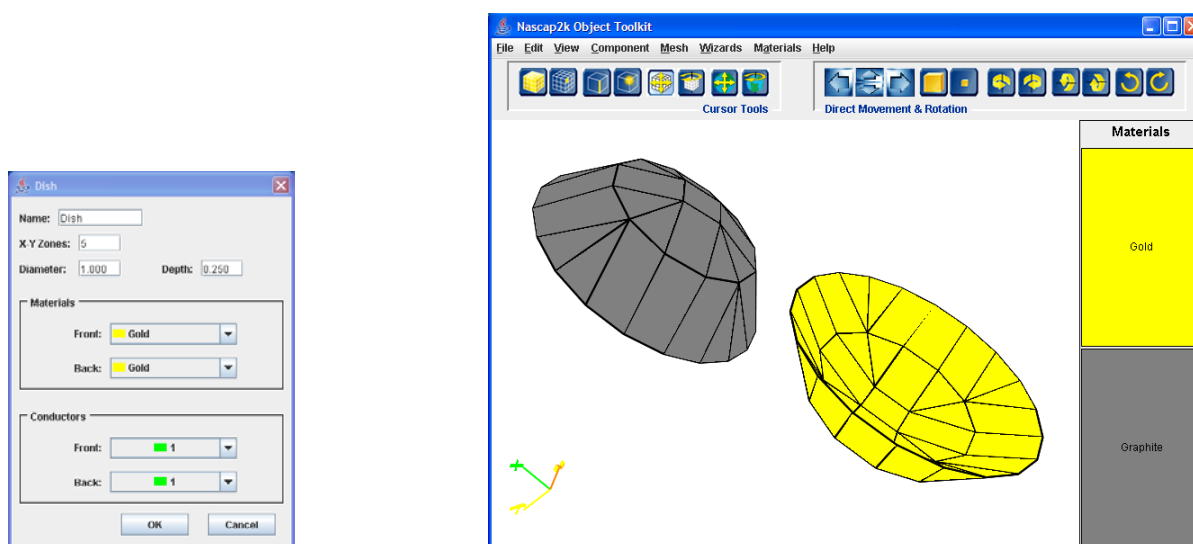 Dish
Name: Dish
X-Y Zones: 5
Diameter: 1.000 Depth: 0.250
Materials
Front: Gold
Back: Gold
Conductors
Front: 1
Back: 1
OK Cancel
Nascap2k Object Toolkit
File Edit View Component Mesh Wizards Materials Help
Cursor Tools Direct Movement & Rotation
Materials
Gold
Graphite